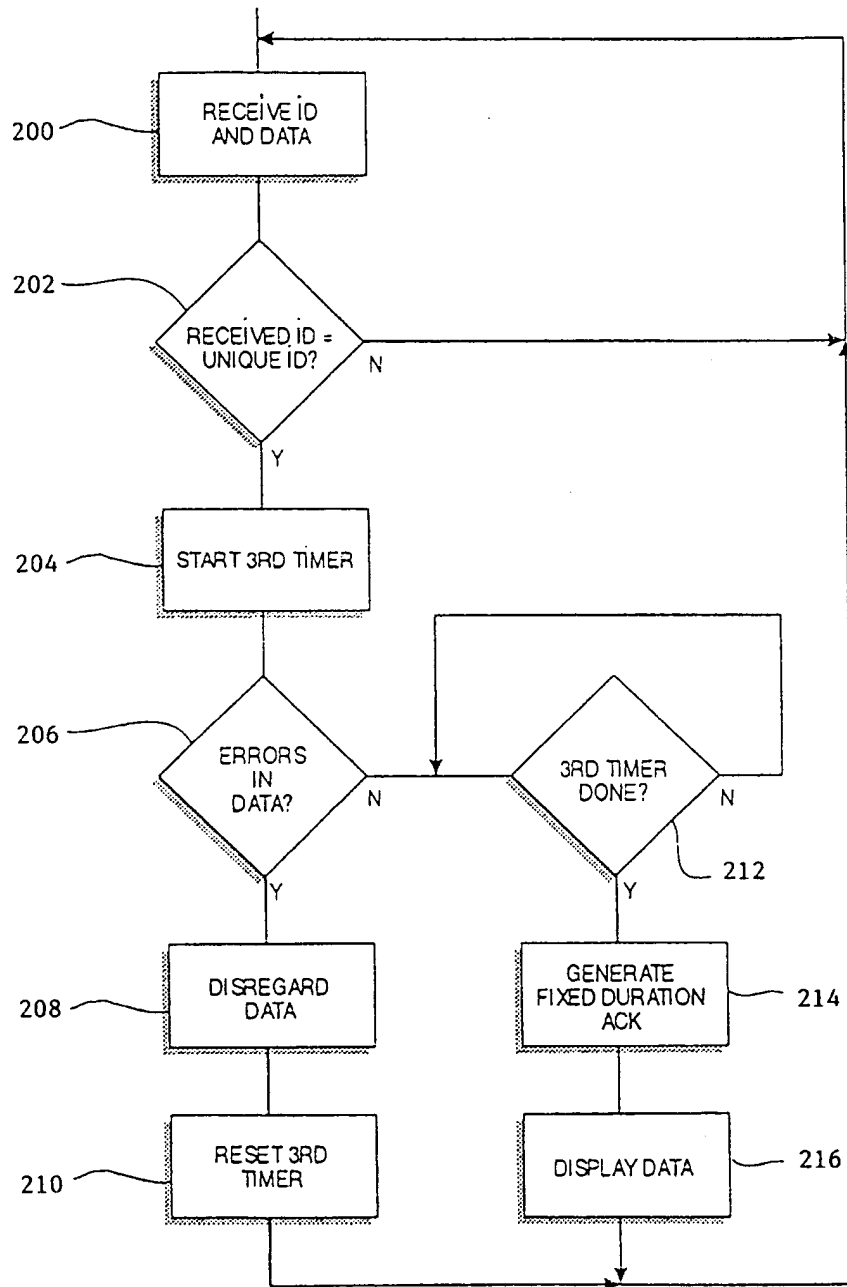 200
RECEIVE ID
AND DATA
202
RECEIVED ID =
UNIQUE ID?
N
Y
204
START 3RD TIMER
206
ERRORS
IN
DATA?
N
Y
3RD TIMER
DONE?
N
Y
212
208
DISREGARD
DATA
GENERATE
FIXED DURATION
ACK
214
210
RESET 3RD
TIMER
DISPLAY DATA
216